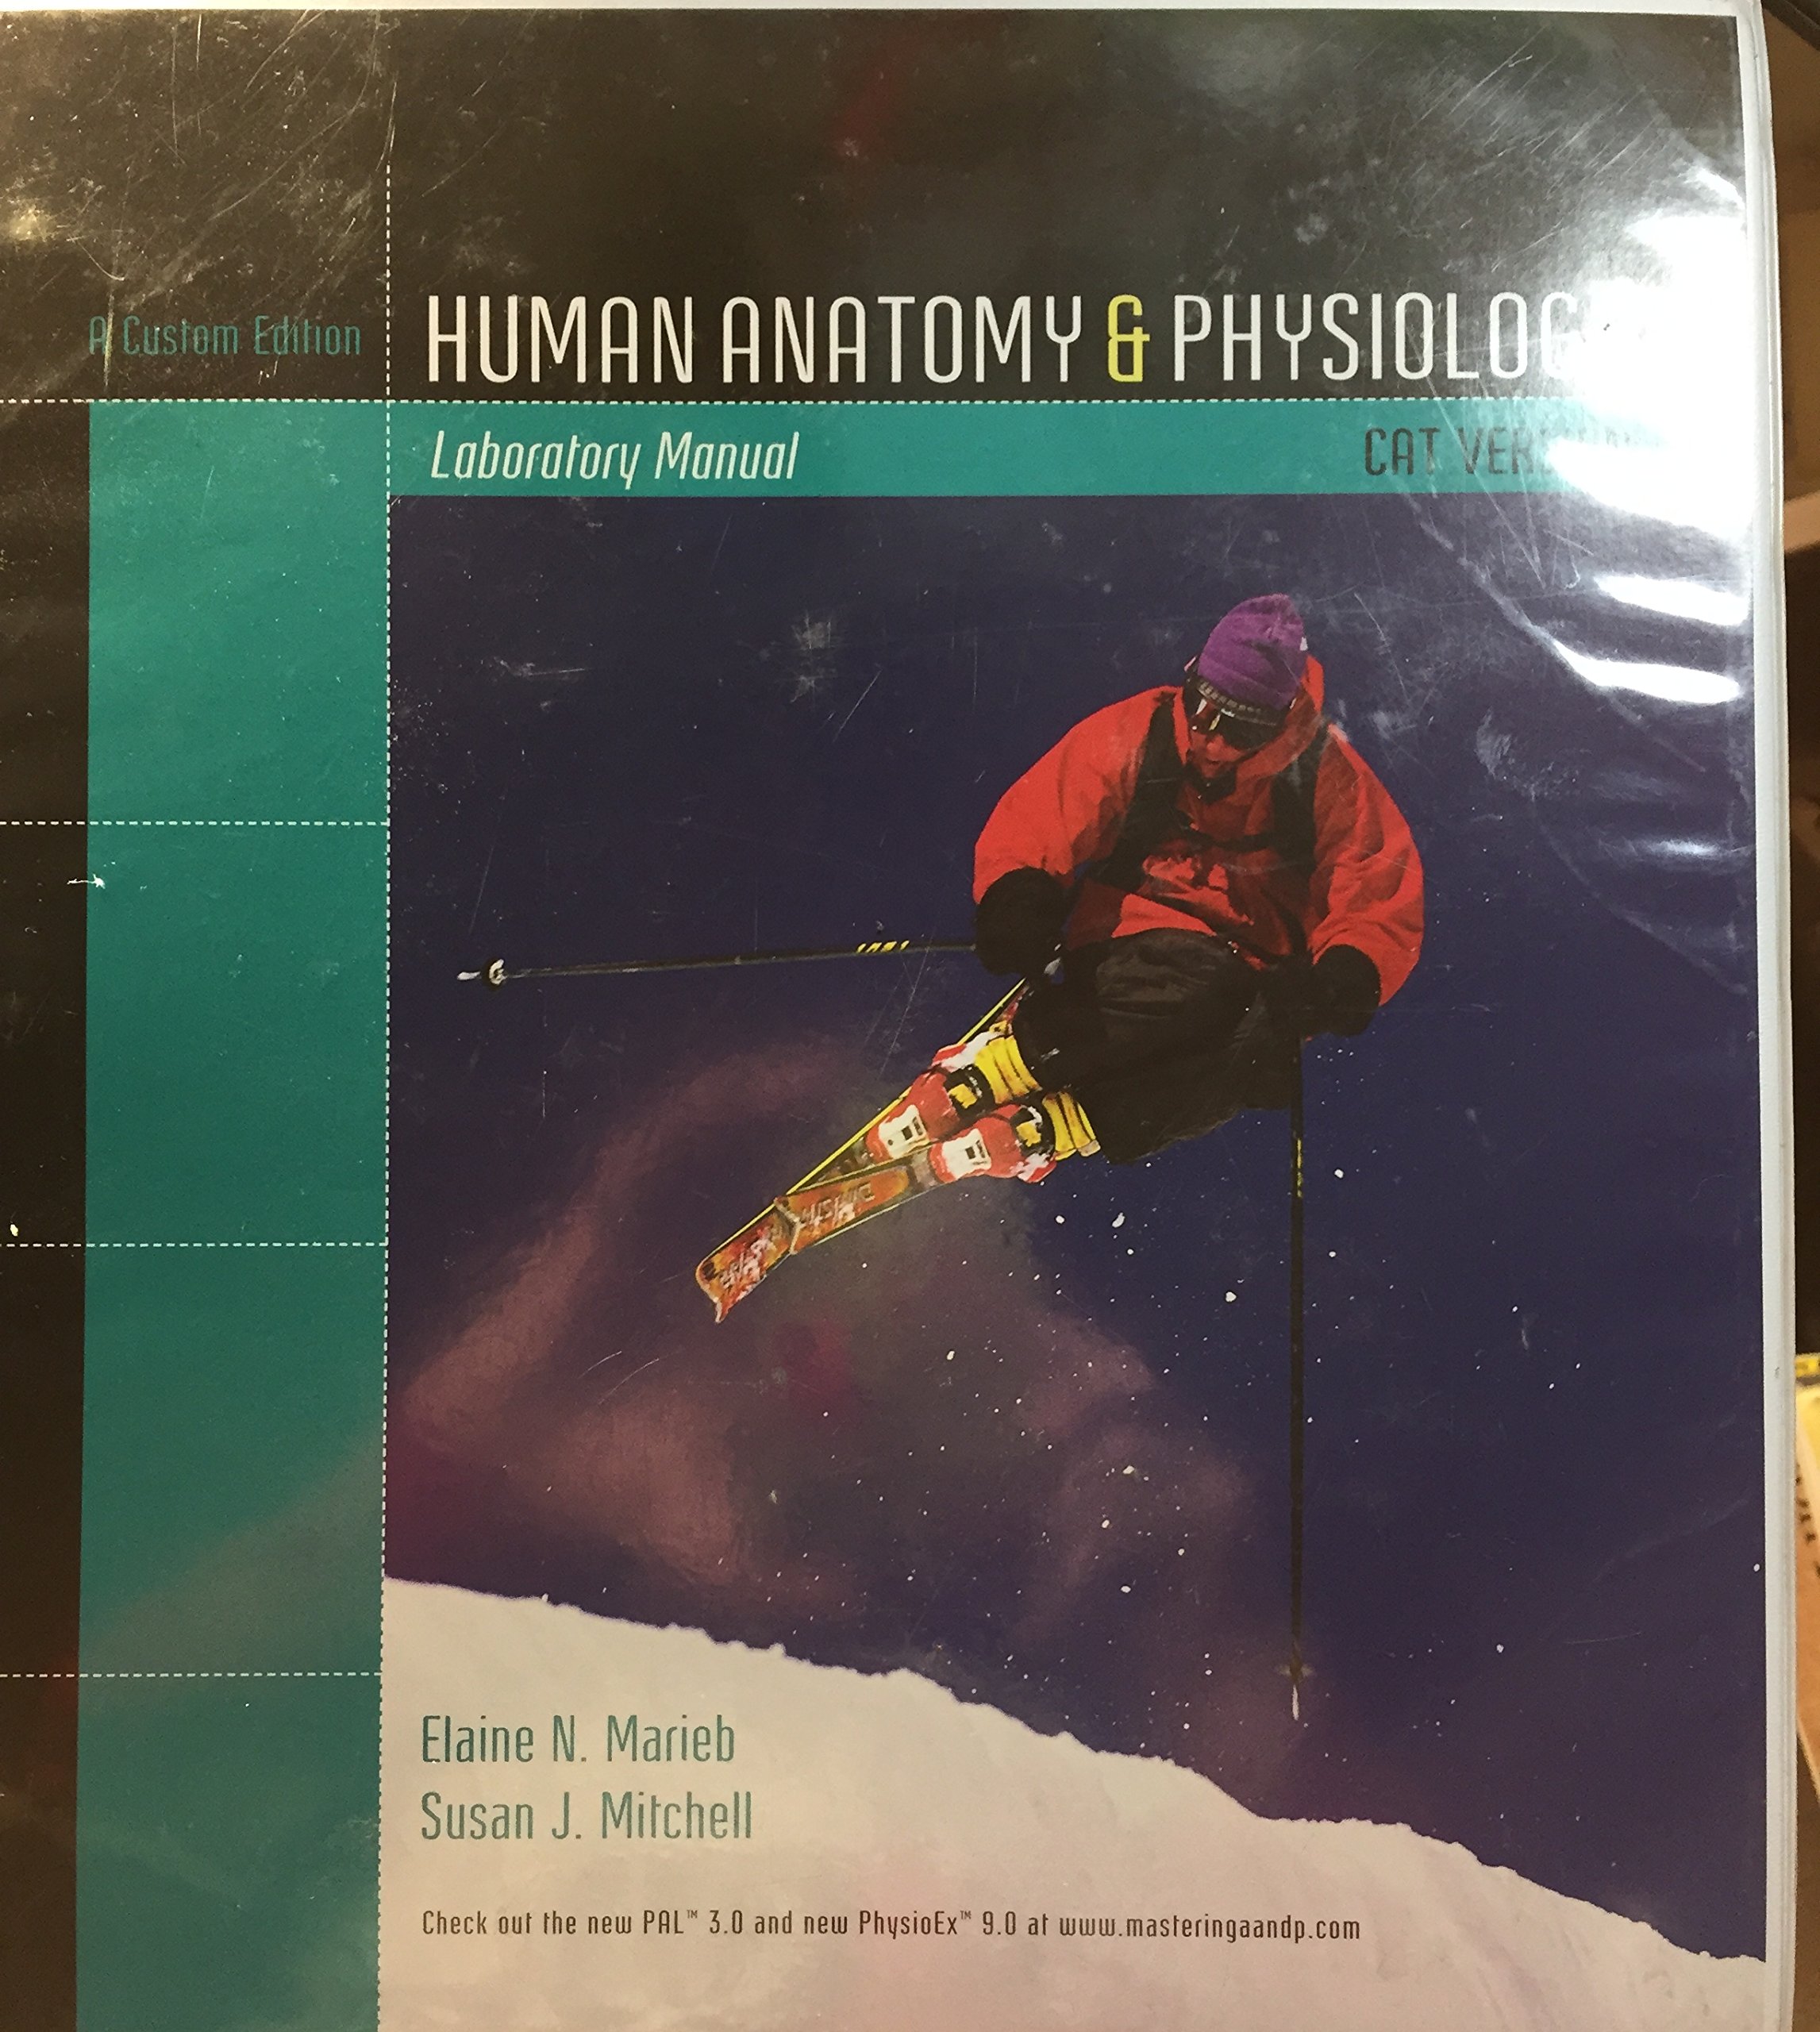 A Custom Edition
HUMAN ANATOMY & PHYSIOLOG
Laboratory Manual
CAT VER
Elaine N. Marieb
Susan J. Mitchell
Check out the new PAL™ 3.0 and new PhysioEx™ 9.0 at www.masteringaandp.com